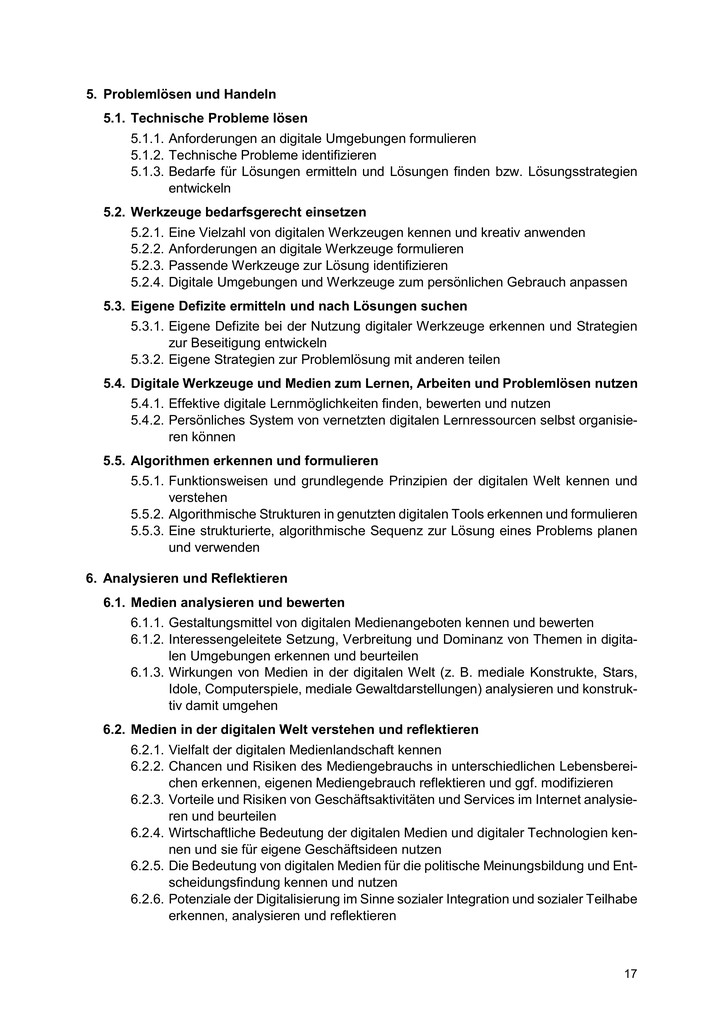 5. Problemlösen und Handeln
5.1. Technische Probleme lösen
5.1.1. Anforderungen an digitale Umgebungen formulieren
5.1.2. Technische Probleme identifizieren
5.1.3. Bedarfe für Lösungen ermitteln und Lösungen finden bzw. Lösungsstrategien
entwickeln
5.2. Werkzeuge bedarfsgerecht einsetzen
5.2.1. Eine Vielzahl von digitalen Werkzeugen kennen und kreativ anwenden
5.2.2. Anforderungen an digitale Werkzeuge formulieren
5.2.3. Passende Werkzeuge zur Lösung identifizieren
5.2.4. Digitale Umgebungen und Werkzeuge zum persönlichen Gebrauch anpassen
5.3. Eigene Defizite ermitteln und nach Lösungen suchen
5.3.1. Eigene Defizite bei der Nutzung digitaler Werkzeuge erkennen und Strategien
zur Beseitigung entwickeln
5.3.2. Eigene Strategien zur Problemlösung mit anderen teilen
5.4. Digitale Werkzeuge und Medien zum Lernen, Arbeiten und Problemlösen nutzen
5.4.1. Effektive digitale Lernmöglichkeiten finden, bewerten und nutzen
5.4.2. Persönliches System von vernetzten digitalen Lernressourcen selbst organisie-
ren können
5.5. Algorithmen erkennen und formulieren
5.5.1. Funktionsweisen und grundlegende Prinzipien der digitalen Welt kennen und
verstehen
5.5.2. Algorithmische Strukturen in genutzten digitalen Tools erkennen und formulieren
5.5.3. Eine strukturierte, algorithmische Sequenz zur Lösung eines Problems planen
und verwenden
6. Analysieren und Reflektieren
6.1. Medien analysieren und bewerten
6.1.1. Gestaltungsmittel von digitalen Medienangeboten kennen und bewerten
6.1.2. Interessengeleitete Setzung, Verbreitung und Dominanz von Themen in digita-
len Umgebungen erkennen und beurteilen
6.1.3. Wirkungen von Medien in der digitalen Welt (z. B. mediale Konstrukte, Stars,
Idole, Computerspiele, mediale Gewaltdarstellungen) analysieren und konstruk-
tiv damit umgehen
6.2. Medien in der digitalen Welt verstehen und reflektieren
6.2.1. Vielfalt der digitalen Medienlandschaft kennen
6.2.2. Chancen und Risiken des Mediengebrauchs in unterschiedlichen Lebensberei-
chen erkennen, eigenen Mediengebrauch reflektieren und ggf. modifizieren
6.2.3. Vorteile und Risiken von Geschäftsaktivitäten und Services im Internet analysie-
ren und beurteilen
6.2.4. Wirtschaftliche Bedeutung der digitalen Medien und digitaler Technologien ken-
nen und sie für eigene Geschäftsideen nutzen
6.2.5. Die Bedeutung von digitalen Medien für die politische Meinungsbildung und Ent-
scheidungsfindung kennen und nutzen
6.2.6. Potenziale der Digitalisierung im Sinne sozialer Integration und sozialer Teilhabe
erkennen, analysieren und reflektieren
17